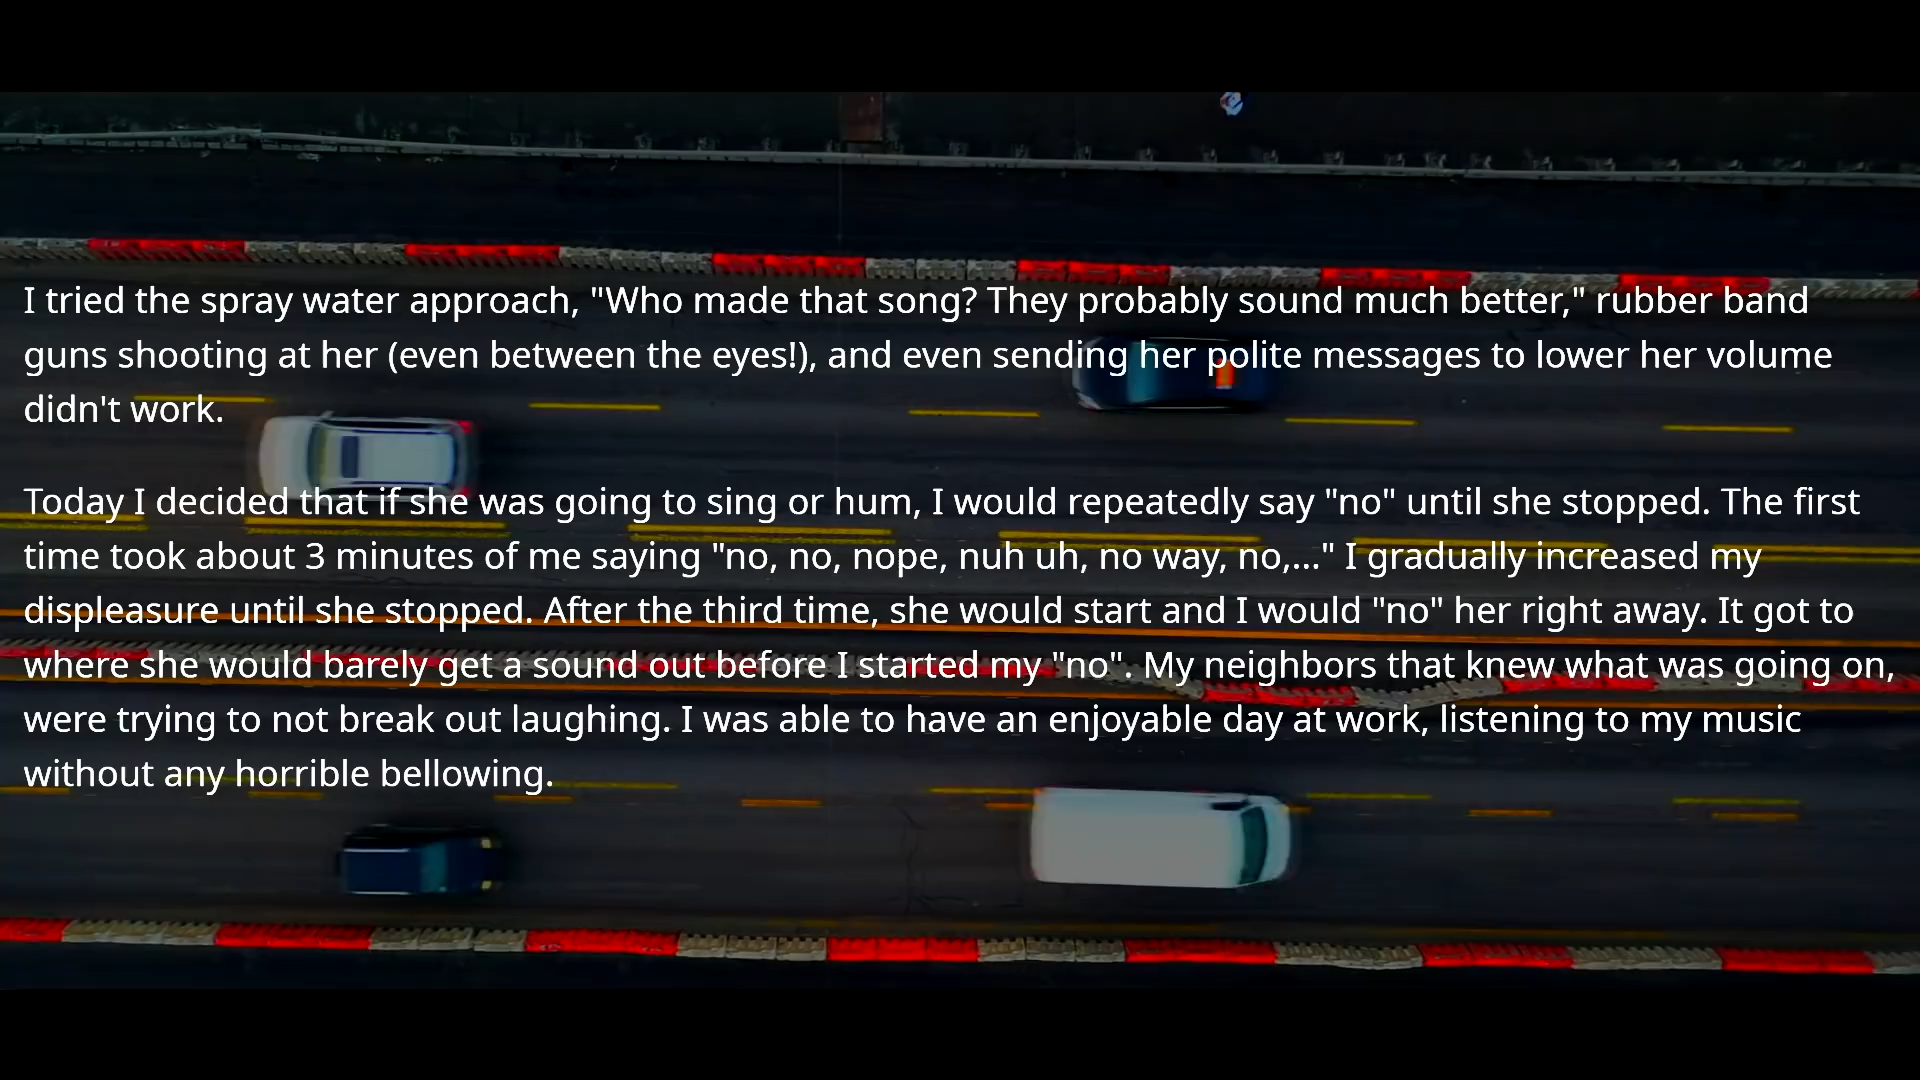 I tried the spray water approach, "Who made that song? They probably sound much better," rubber band
guns shooting at her (even between the eyes!), and even sending her polite messages to lower her volume
didn't work.
Today I decided that if she was going to sing or hum, I would repeatedly say "no" until she stopped. The first
time took about 3 minutes of me saying "no, no, nope, nuh uh, no way, no,..." I gradually increased my
displeasure until she stopped. After the third time, she would start and I would "no" her right away. It got to
where she would barely get a sound out before I started my "no". My neighbors that knew what was going on,
were trying to not break out laughing. I was able to have an enjoyable day at work, listening to my music
without any horrible bellowing.